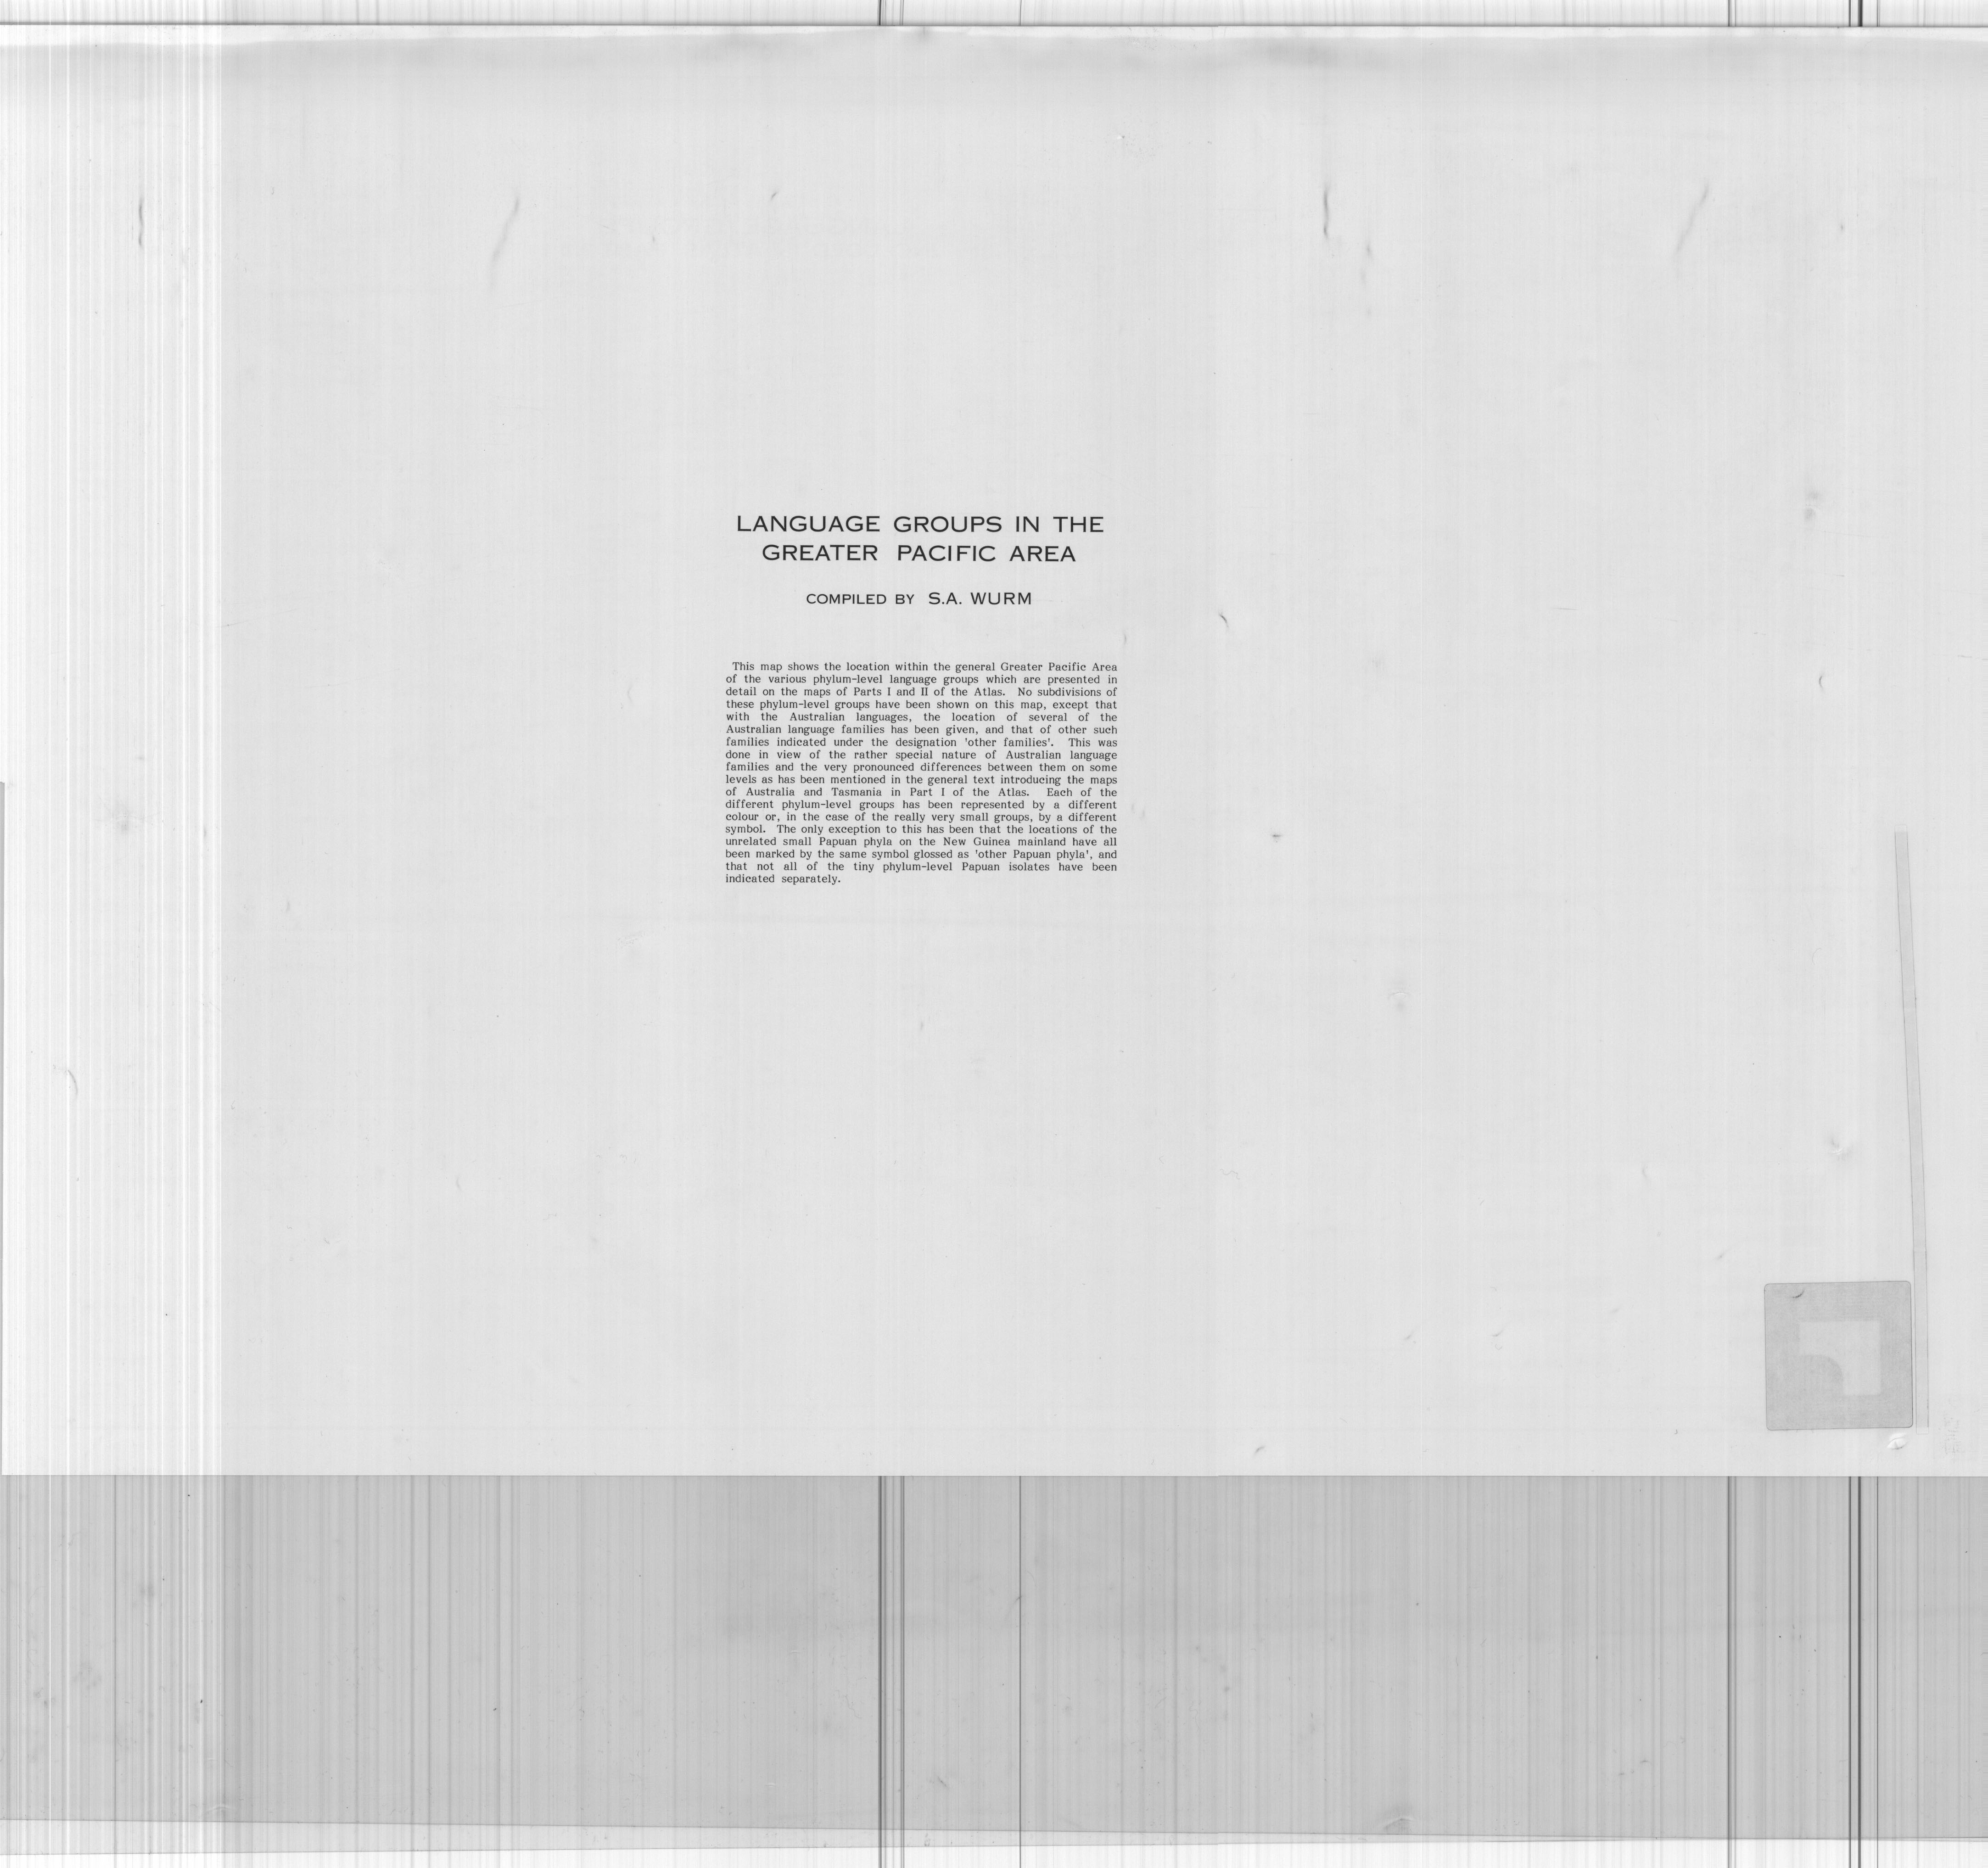 LANGUAGE GROUPS IN THE
GREATER PACIFIC AREA
COMPILED BY S.A. WURM
This map shows the location within the general Greater Pacific Area
of the various phylum-level language groups which are presented in
detail on the maps of Parts I and II of the Atlas. No subdivisions of
these phylum-level groups have been shown on this map, except that
with the Australian languages, the location of several of the
Australian language families has been given, and that of other such
families indicated under the designation 'other families'. This was
done in view of the rather special nature of Australian language
families and the very pronounced differences between them on some
levels as has been mentioned in the general text introducing the maps
of Australia and Tasmania in Part I of the Atlas. Each of the
different phylum-level groups has been represented by a different
colour or, in the case of the really very small groups, by a different
symbol. The only exception to this has been that the locations of the
unrelated small Papuan phyla on the New Guinea mainland have all
been marked by the same symbol glossed as 'other Papuan phyla', and
that not all of the tiny phylum-level Papuan isolates have been
indicated separately.